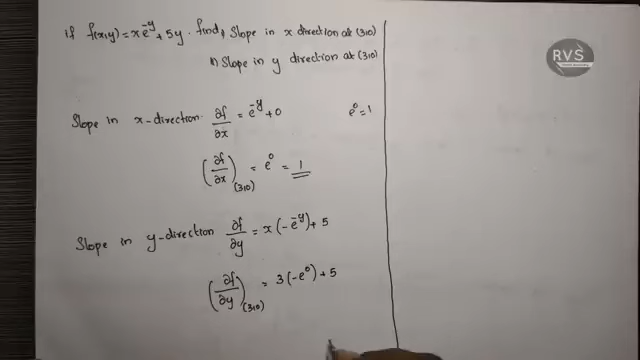 If f(x,y) = xe^-y + 5y. find i, Slope in x direction at (3,0)
ii) Slope in y direction at (3,0)
RVS
Slope in x-direction. ∂f/∂x = e^-y + 0 e^0 = 1
(∂f/∂x)(3,0) = e^0 = 1
Slope in y-direction ∂f/∂y = x(-e^-y) + 5
(∂f/∂y)(3,0) = 3(-e^0) + 5